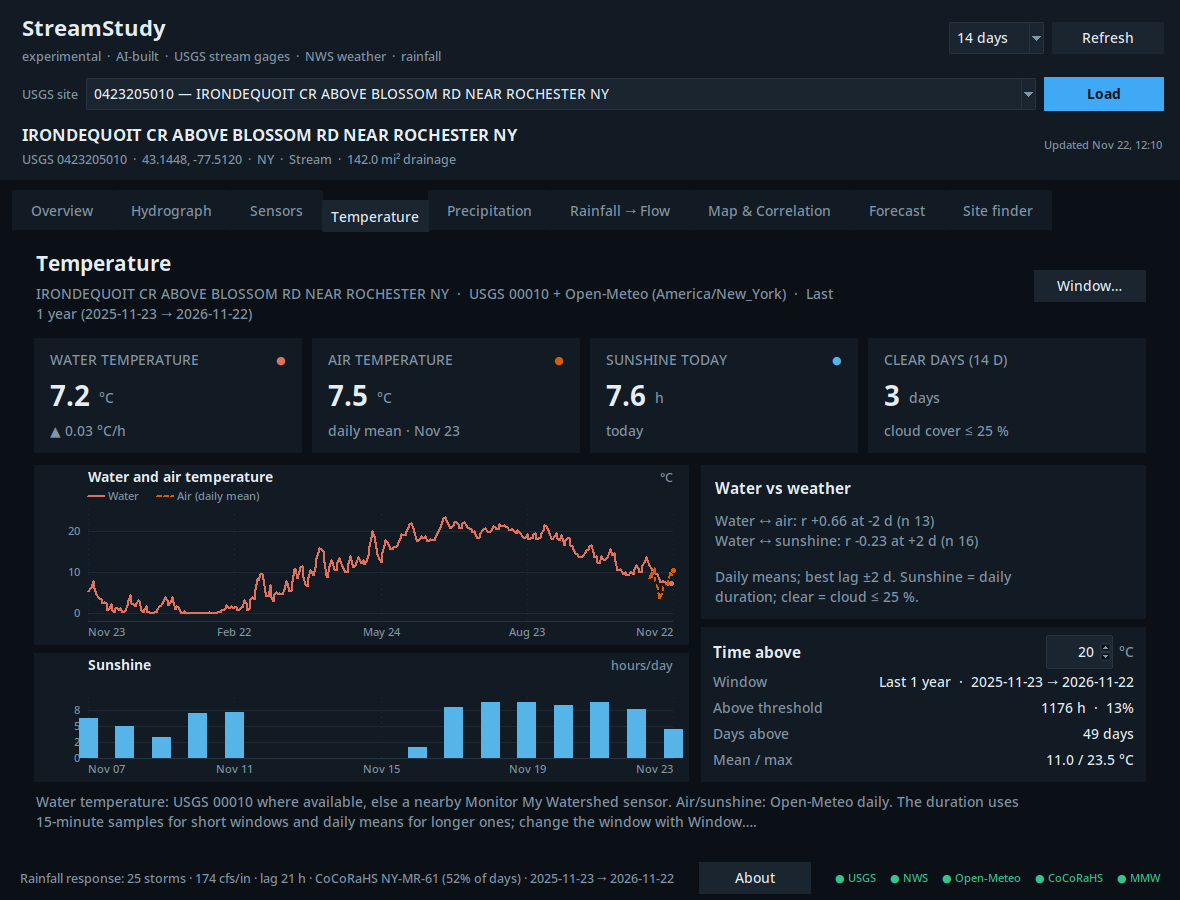 StreamStudy
experimental · AI-built · USGS stream gages · NWS weather · rainfall
14 days
Refresh
USGS site
0423205010 — IRONDEQUOIT CR ABOVE BLOSSOM RD NEAR ROCHESTER NY
Load
IRONDEQUOIT CR ABOVE BLOSSOM RD NEAR ROCHESTER NY
USGS 0423205010 · 43.1448, -77.5120 · NY · Stream · 142.0 mi² drainage
Updated Nov 22, 12:10
Overview
Hydrograph
Sensors
Temperature
Precipitation
Rainfall → Flow
Map & Correlation
Forecast
Site finder
Temperature
IRONDEQUOIT CR ABOVE BLOSSOM RD NEAR ROCHESTER NY · USGS 00010 + Open-Meteo (America/New_York) · Last
1 year (2025-11-23 → 2026-11-22)
Window...
WATER TEMPERATURE
7.2 °C
▲ 0.03 °C/h
AIR TEMPERATURE
7.5 °C
daily mean · Nov 23
SUNSHINE TODAY
7.6 h
today
CLEAR DAYS (14 D)
3 days
cloud cover ≤ 25 %
Water and air temperature
°C
Water
Air (daily mean)
20
10
0
Nov 23
Feb 22
May 24
Aug 23
Nov 22
Sunshine
hours/day
8
5
2
0
Nov 07
Nov 11
Nov 15
Nov 19
Nov 23
Water vs weather
Water ↔ air: r +0.66 at -2 d (n 13)
Water ↔ sunshine: r -0.23 at +2 d (n 16)
Daily means; best lag ±2 d. Sunshine = daily
duration; clear = cloud ≤ 25 %.
Time above
20 °C
Window
Last 1 year · 2025-11-23 → 2026-11-22
Above threshold
1176 h · 13%
Days above
49 days
Mean / max
11.0 / 23.5 °C
Water temperature: USGS 00010 where available, else a nearby Monitor My Watershed sensor. Air/sunshine: Open-Meteo daily. The duration uses
15-minute samples for short windows and daily means for longer ones; change the window with Window....
Rainfall response: 25 storms · 174 cfs/in · lag 21 h · CoCoRaHS NY-MR-61 (52% of days) · 2025-11-23 → 2026-11-22
About
USGS
NWS
Open-Meteo
CoCoRaHS
MMW